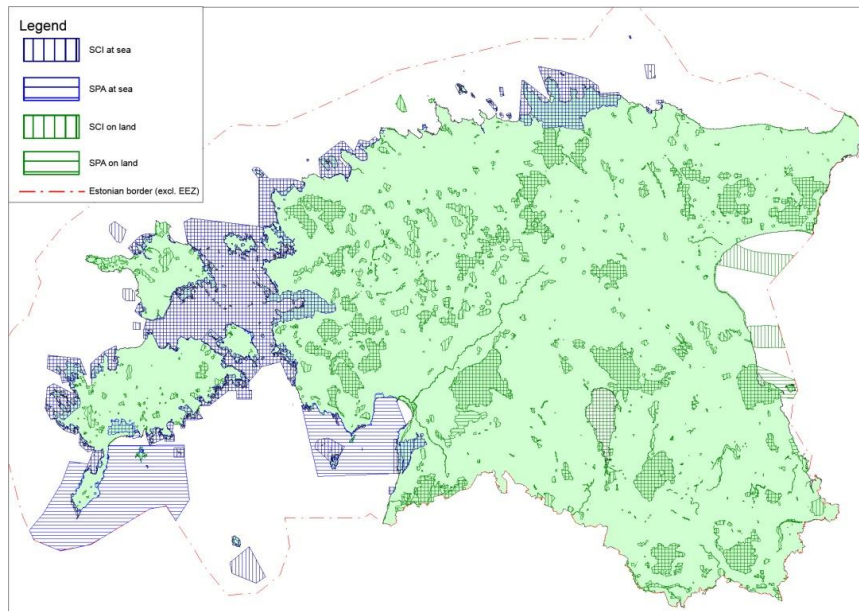 Legend
SCI at sea
SPA at sea
SCI on land
SPA on land
Estonian border (excl. EEZ)